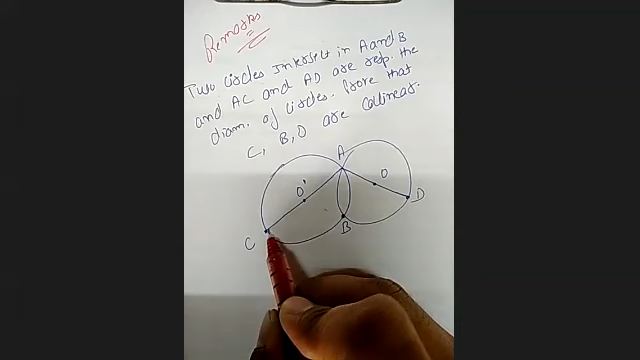 Remarks
Two circles intersect in A and B
and AC and AD are resp. the
diam. of circles. Prove that
C, B, D are collinear.
A
O'
O
D
B
C